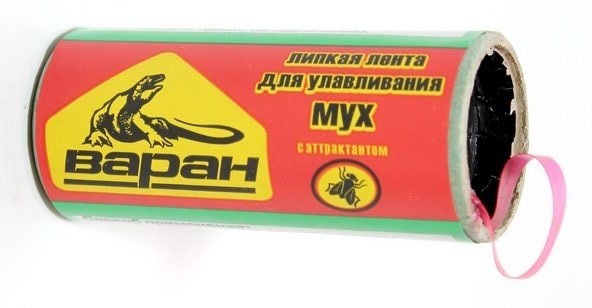 ВАРАН
ЛИПКАЯ ЛЕНТА
ДЛЯ УЛАВЛИВАНИЯ
МУХ
С АТТРАКТАНТОМ